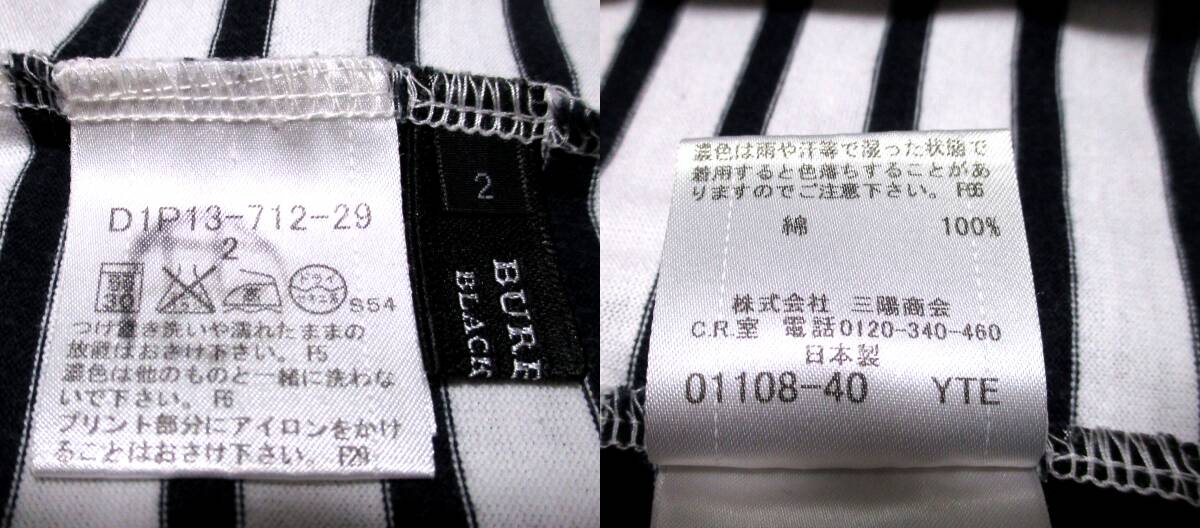 D1P13-712-29
2
30
ドライ
S54
つけ置き洗いや濡れたままの
放置はおさけ下さい。F5
濃色は他のものと一緒に洗わな
いで下さい。F6
プリント部分にアイロンをかけ
ることはおさけ下さい。F29
2
BURB
BLACK
濃色は雨や汗等で湿った状態で
着用すると色落ちすることがあ
りますのでご注意下さい。F66
綿 100%
株式会社 三陽商会
C.R.室 電話0120-340-460
日本製
01108-40 YTE